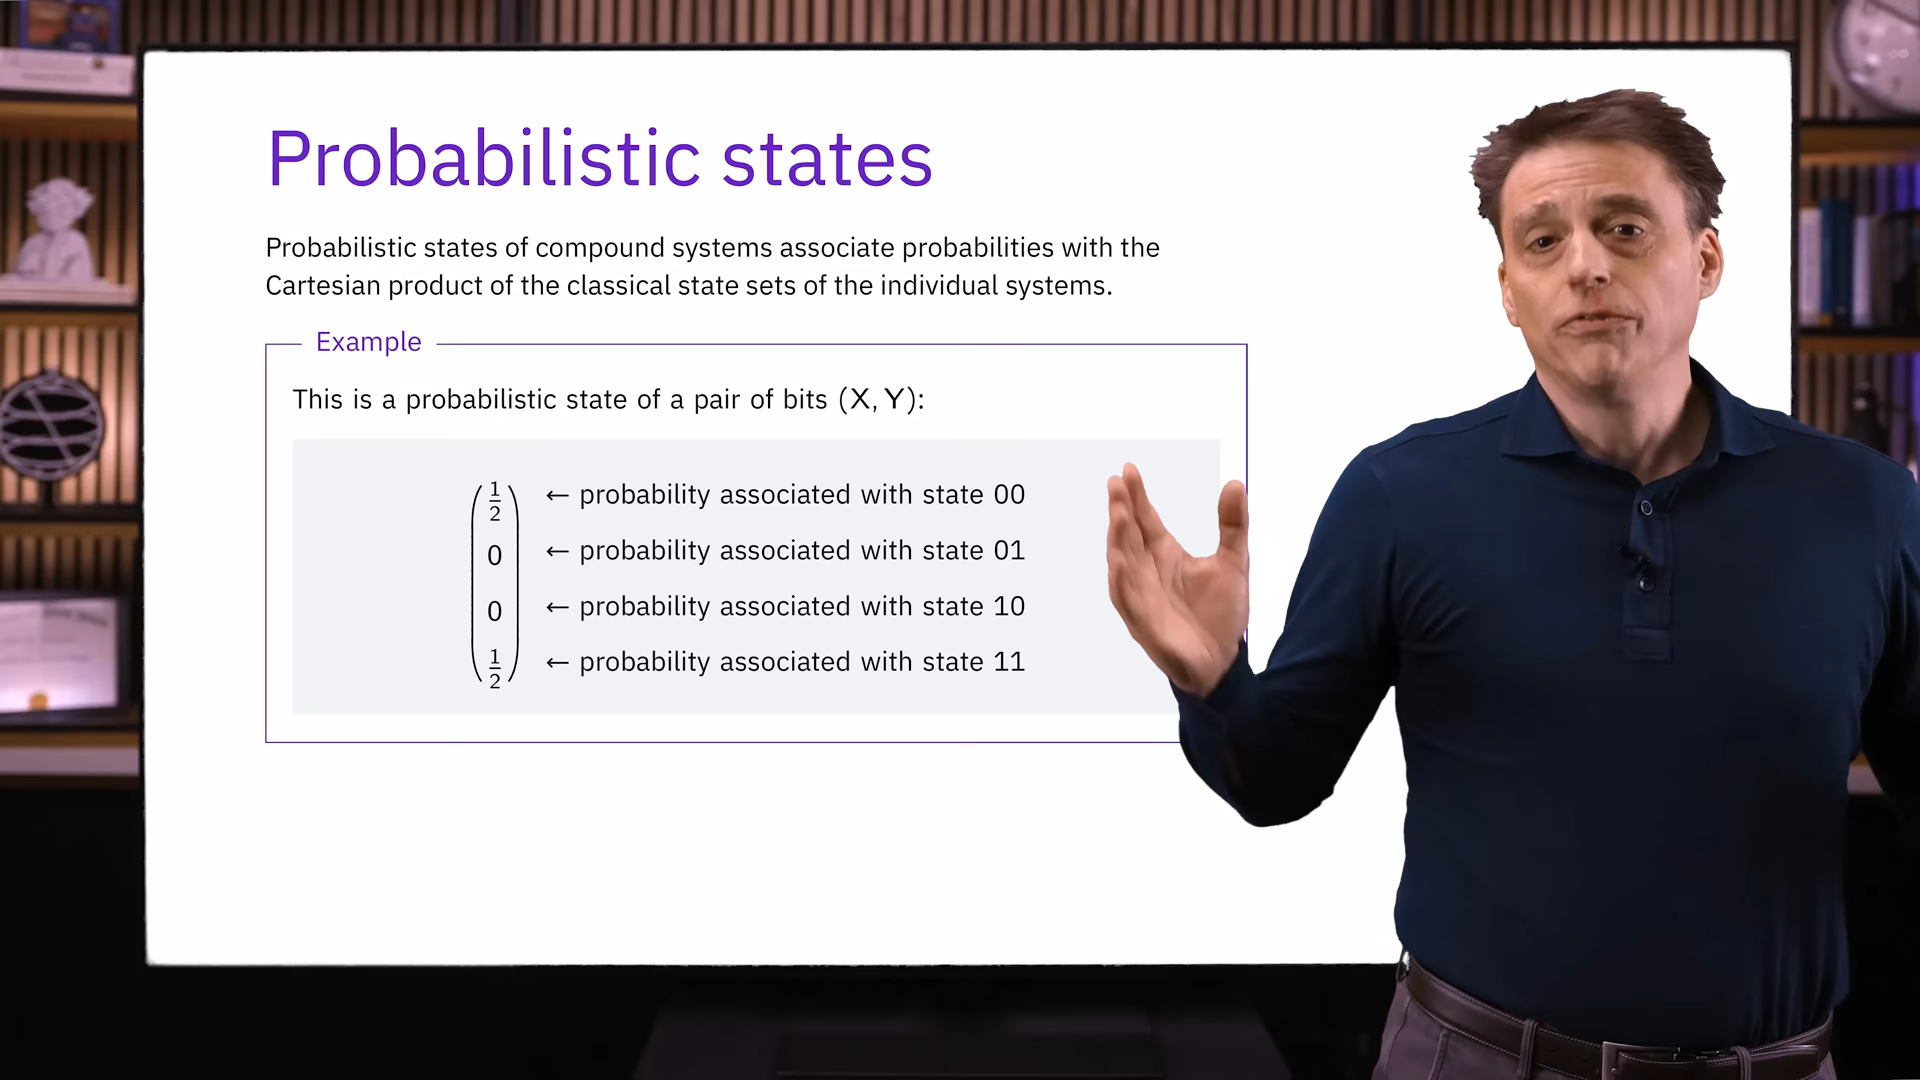 Probabilistic states
Probabilistic states of compound systems associate probabilities with the
Cartesian product of the classical state sets of the individual systems.
Example
This is a probabilistic state of a pair of bits (X, Y):
1/2 ← probability associated with state 00
0 ← probability associated with state 01
0 ← probability associated with state 10
1/2 ← probability associated with state 11